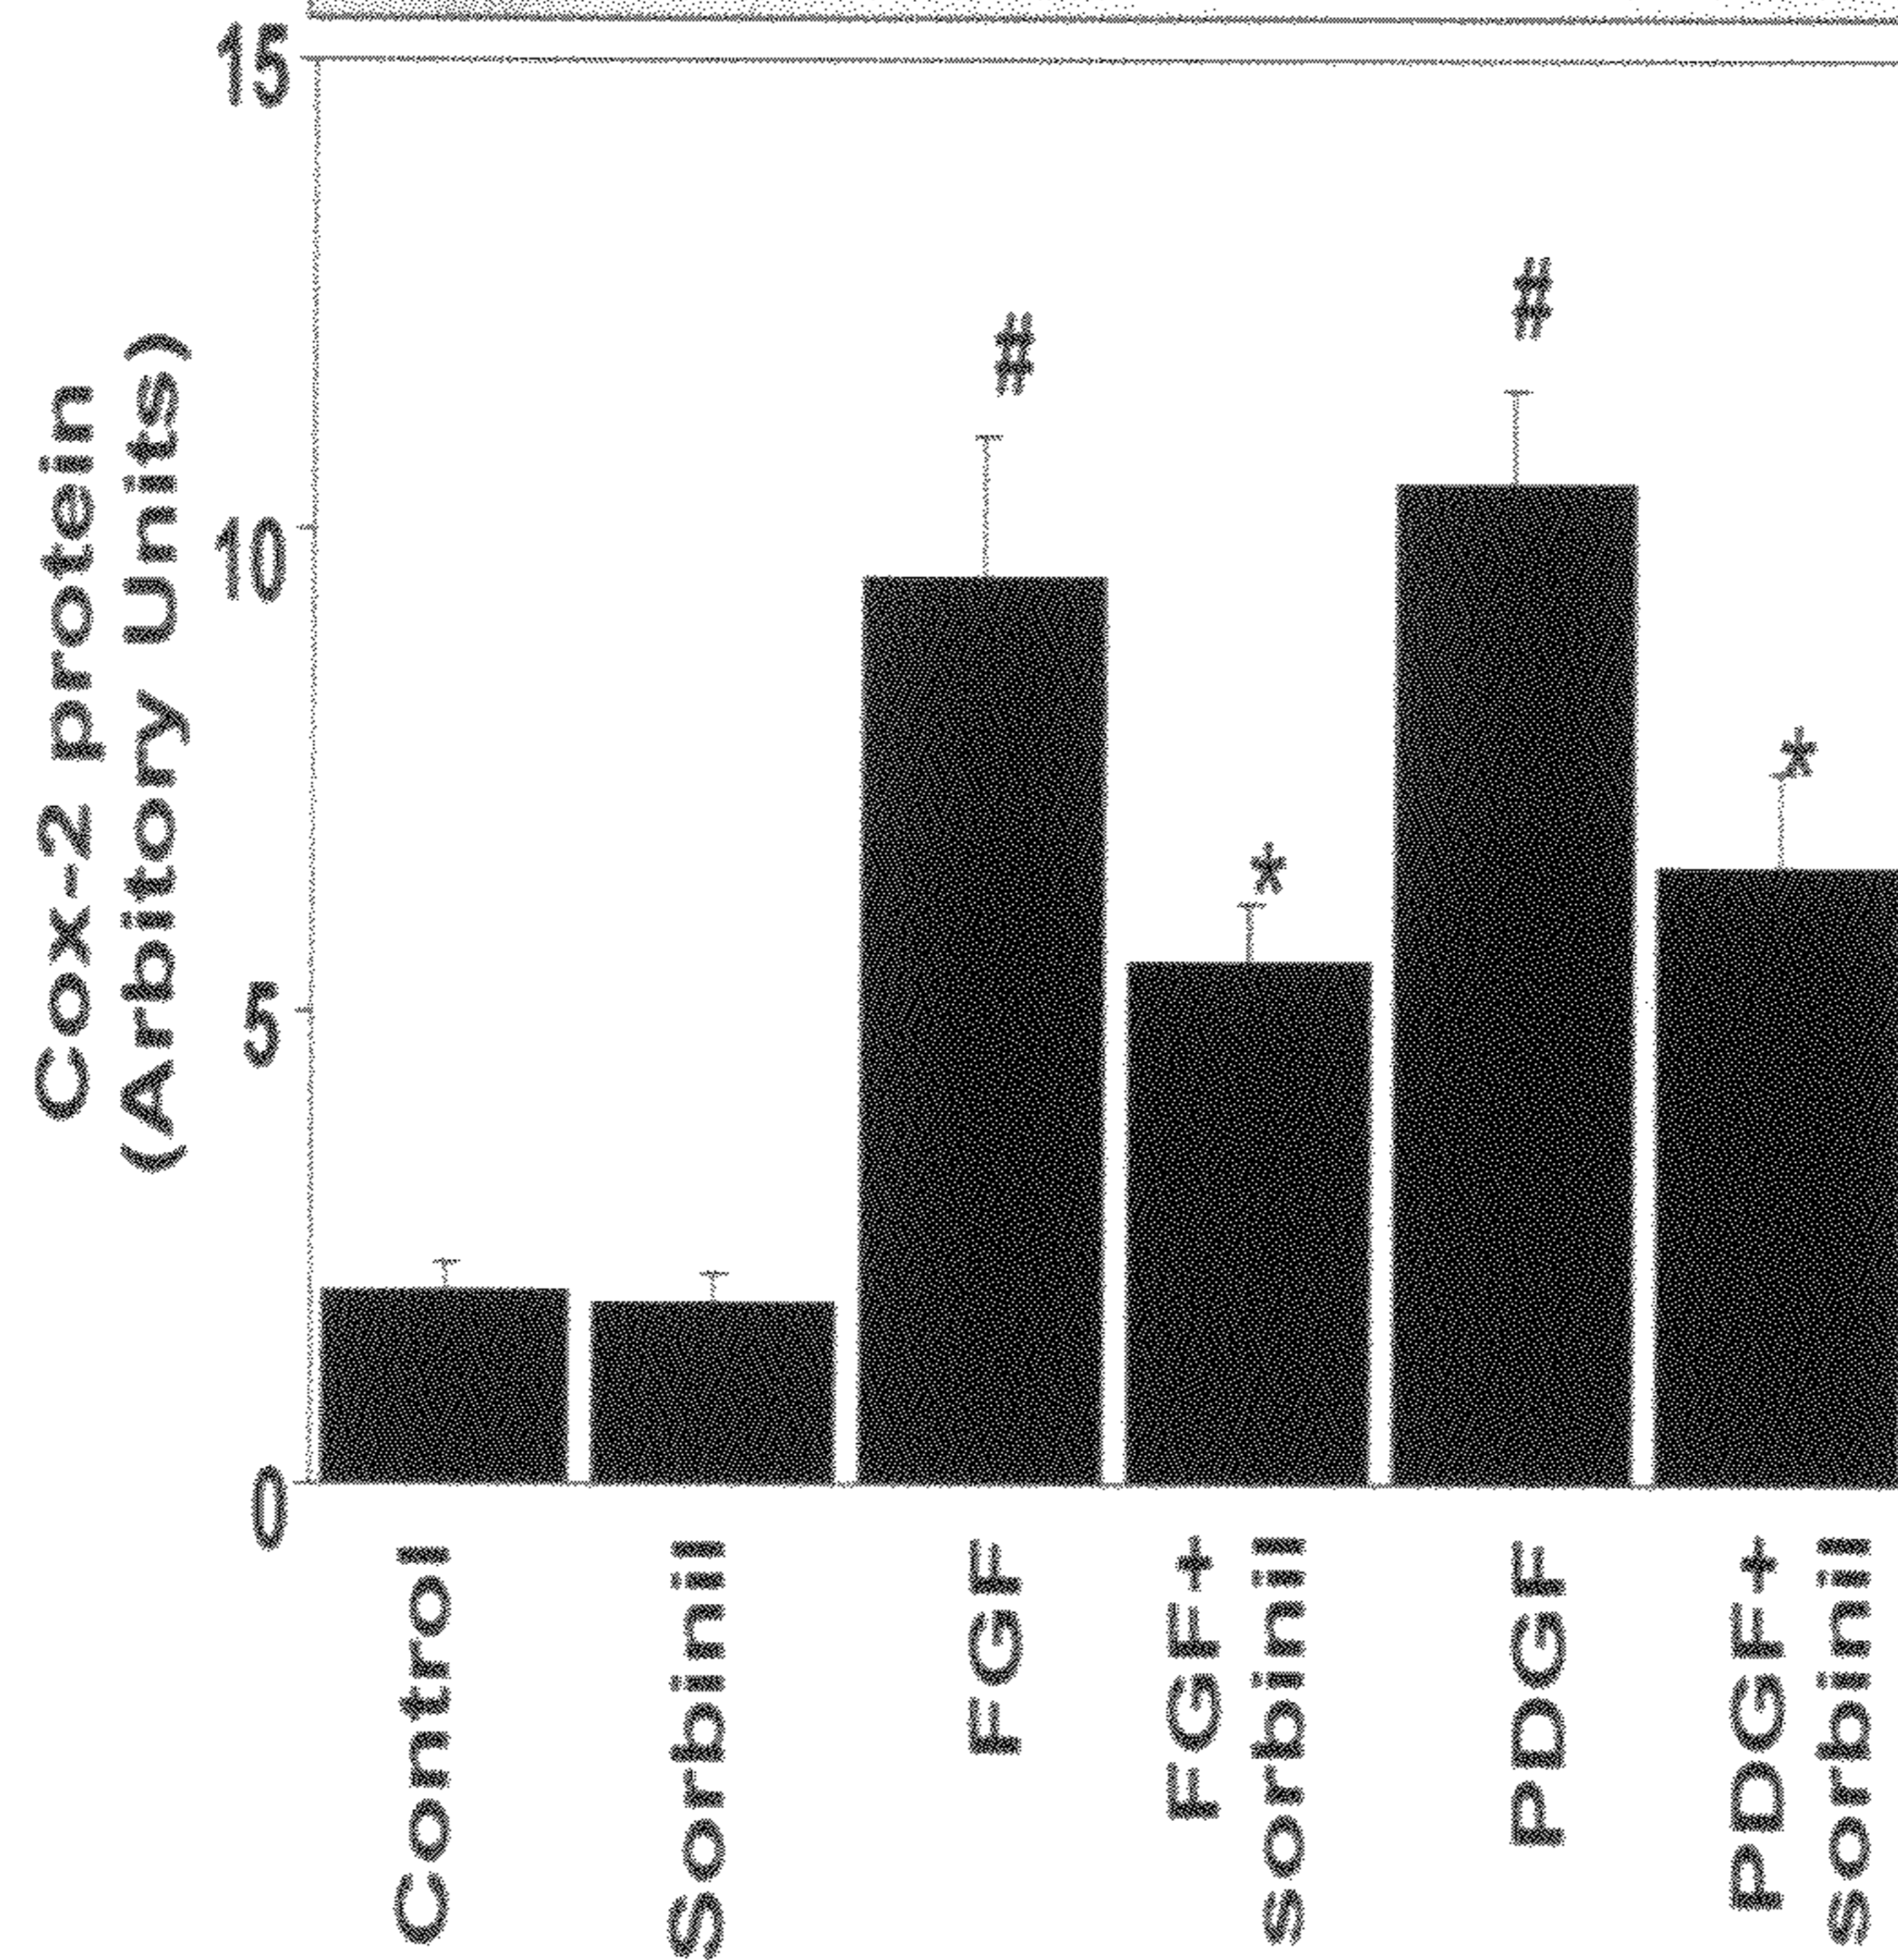 Cox-2 protein
(Arbitory Units)
15
10
5
0
#
*
#
*
Control
Sorbinil
FGF
FGF+
sorbinil
PDGF
PDGF+
sorbinil